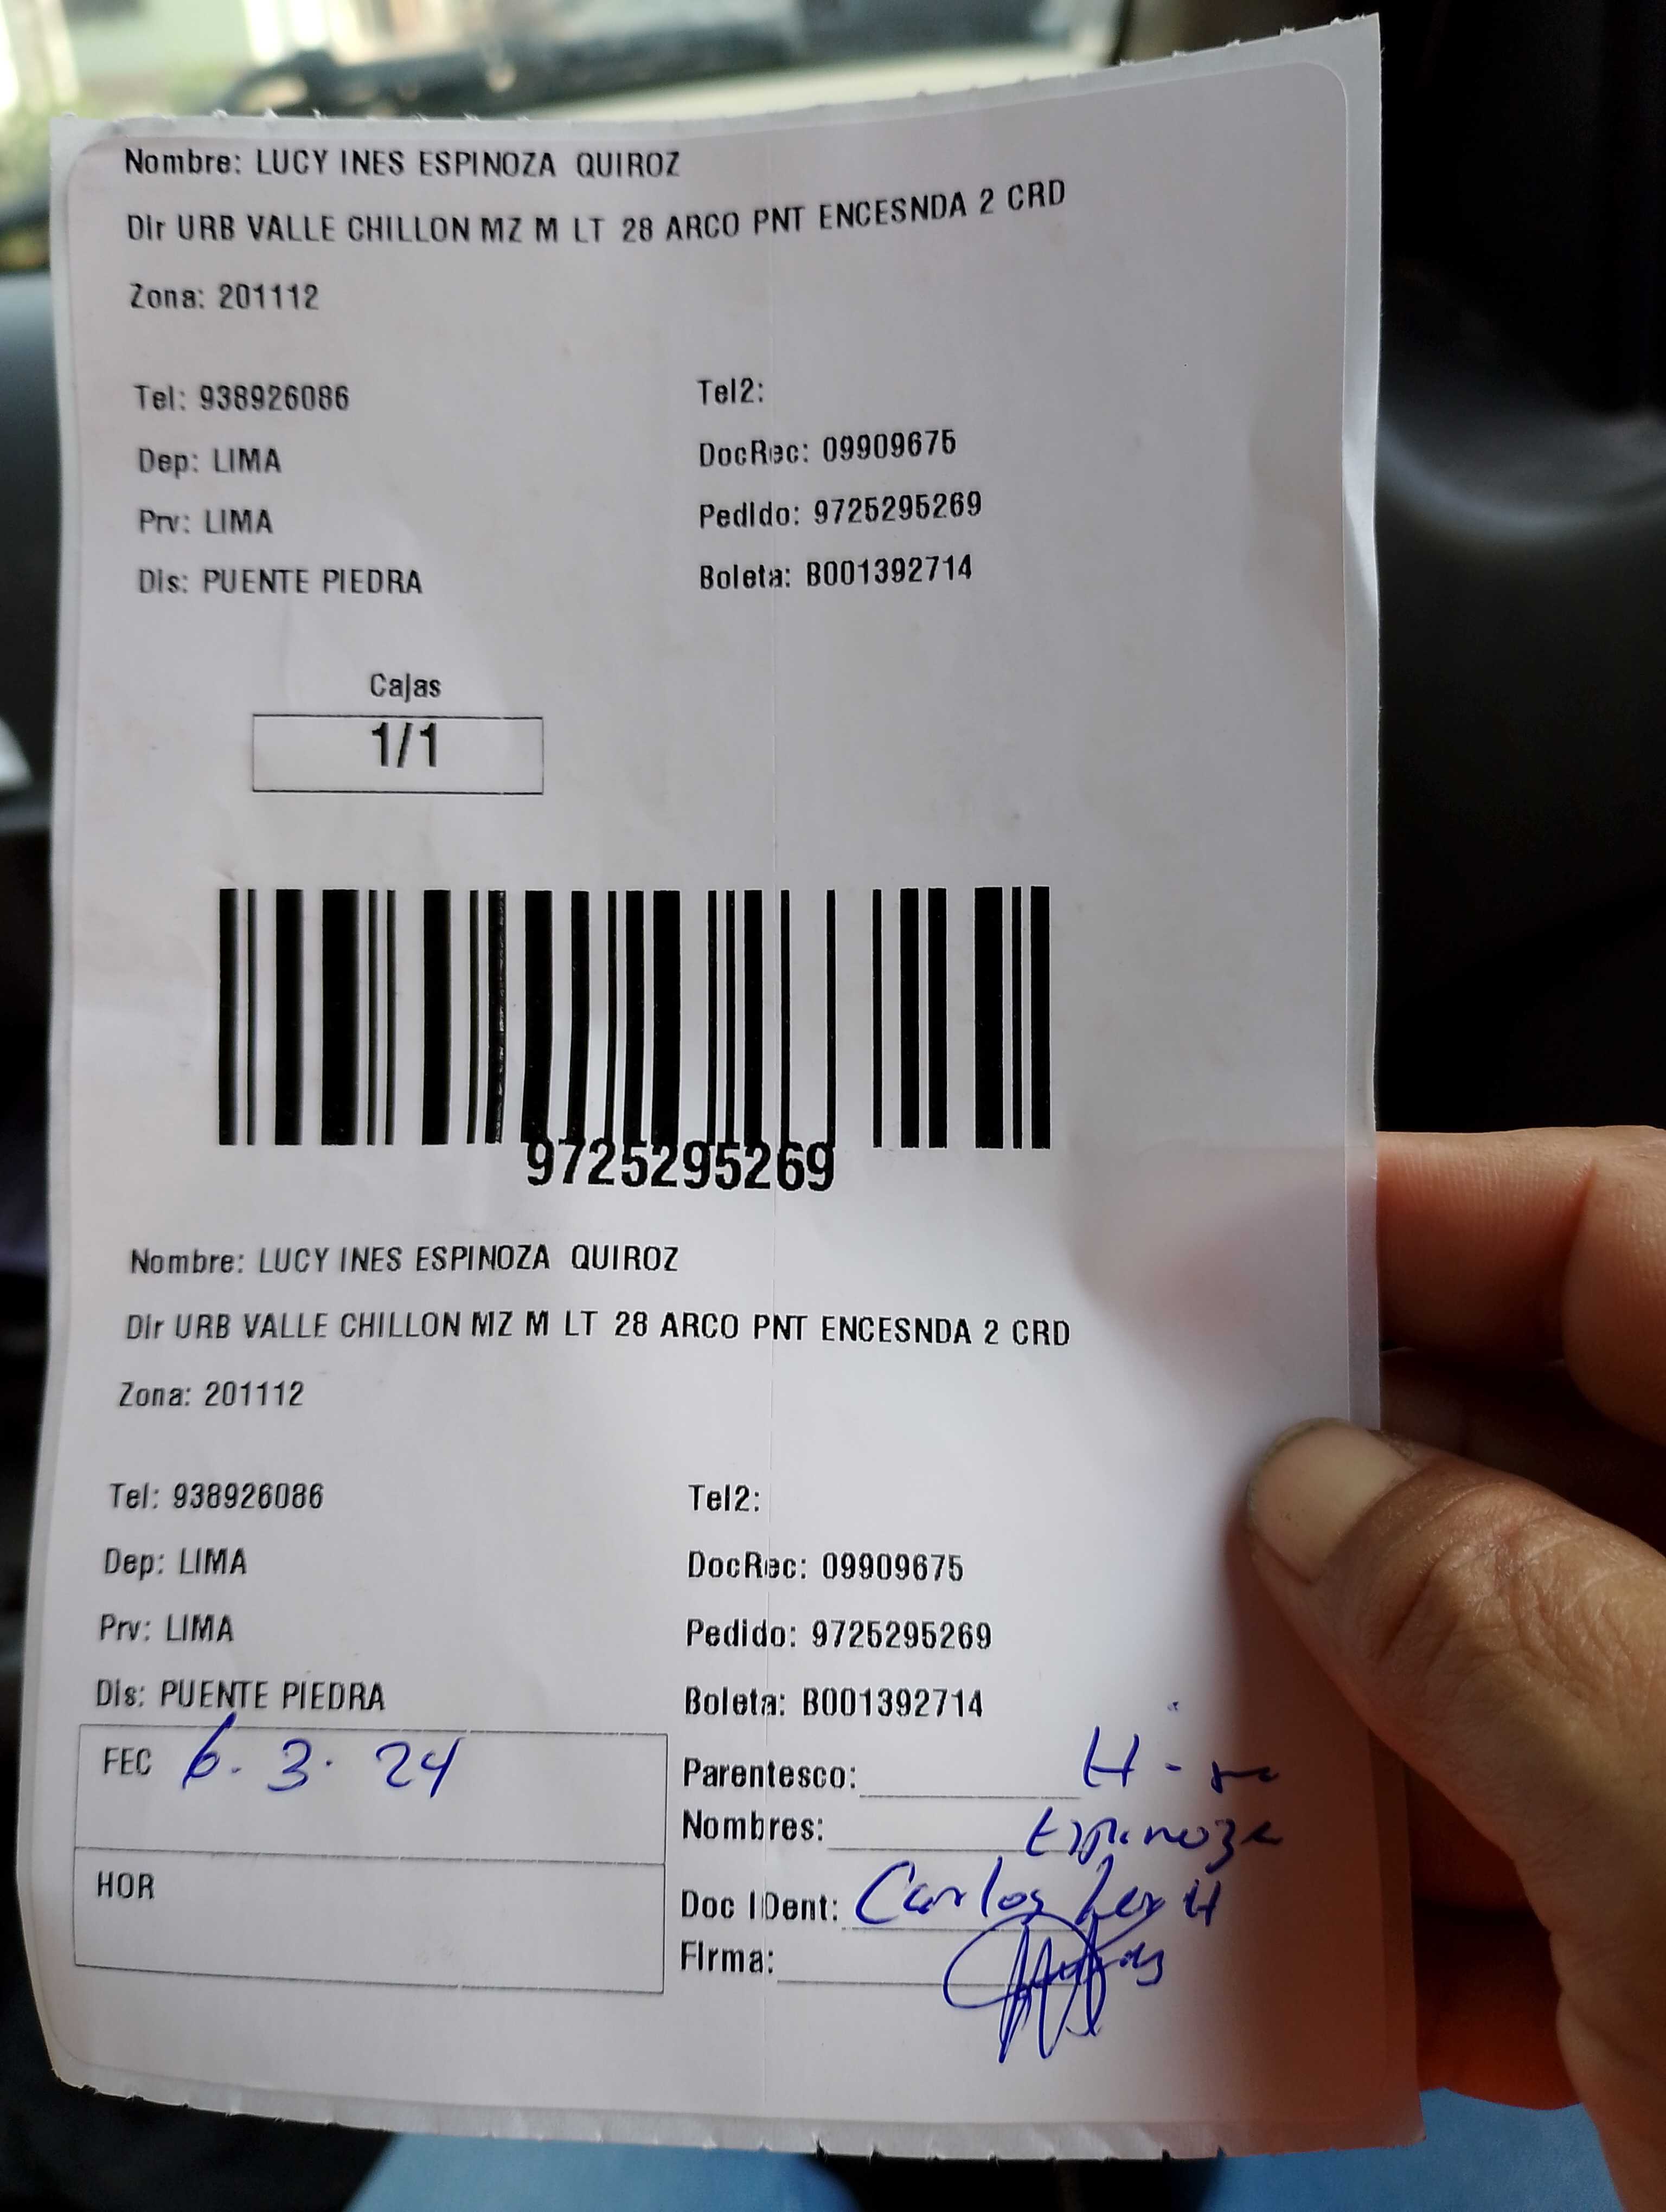 Nombre: LUCY INES ESPINOZA QUIROZ
Dir URB VALLE CHILLON MZ M LT 28 ARCO PNT ENCESNDA 2 CRD
Zona: 201112
Tel: 938926086 Tel2:
Dep: LIMA DocRec: 09909675
Prv: LIMA Pedido: 9725295269
Dis: PUENTE PIEDRA Boleta: B001392714
Cajas
1/1
9725295269
Nombre: LUCY INES ESPINOZA QUIROZ
Dir URB VALLE CHILLON MZ M LT 28 ARCO PNT ENCESNDA 2 CRD
Zona: 201112
Tel: 938926086 Tel2:
Dep: LIMA DocRec: 09909675
Prv: LIMA Pedido: 9725295269
Dis: PUENTE PIEDRA Boleta: B001392714
FEC 6.3.24
Parentesco:
Nombres: Espinoza
HOR
Doc IDent: Carlos
Firma: